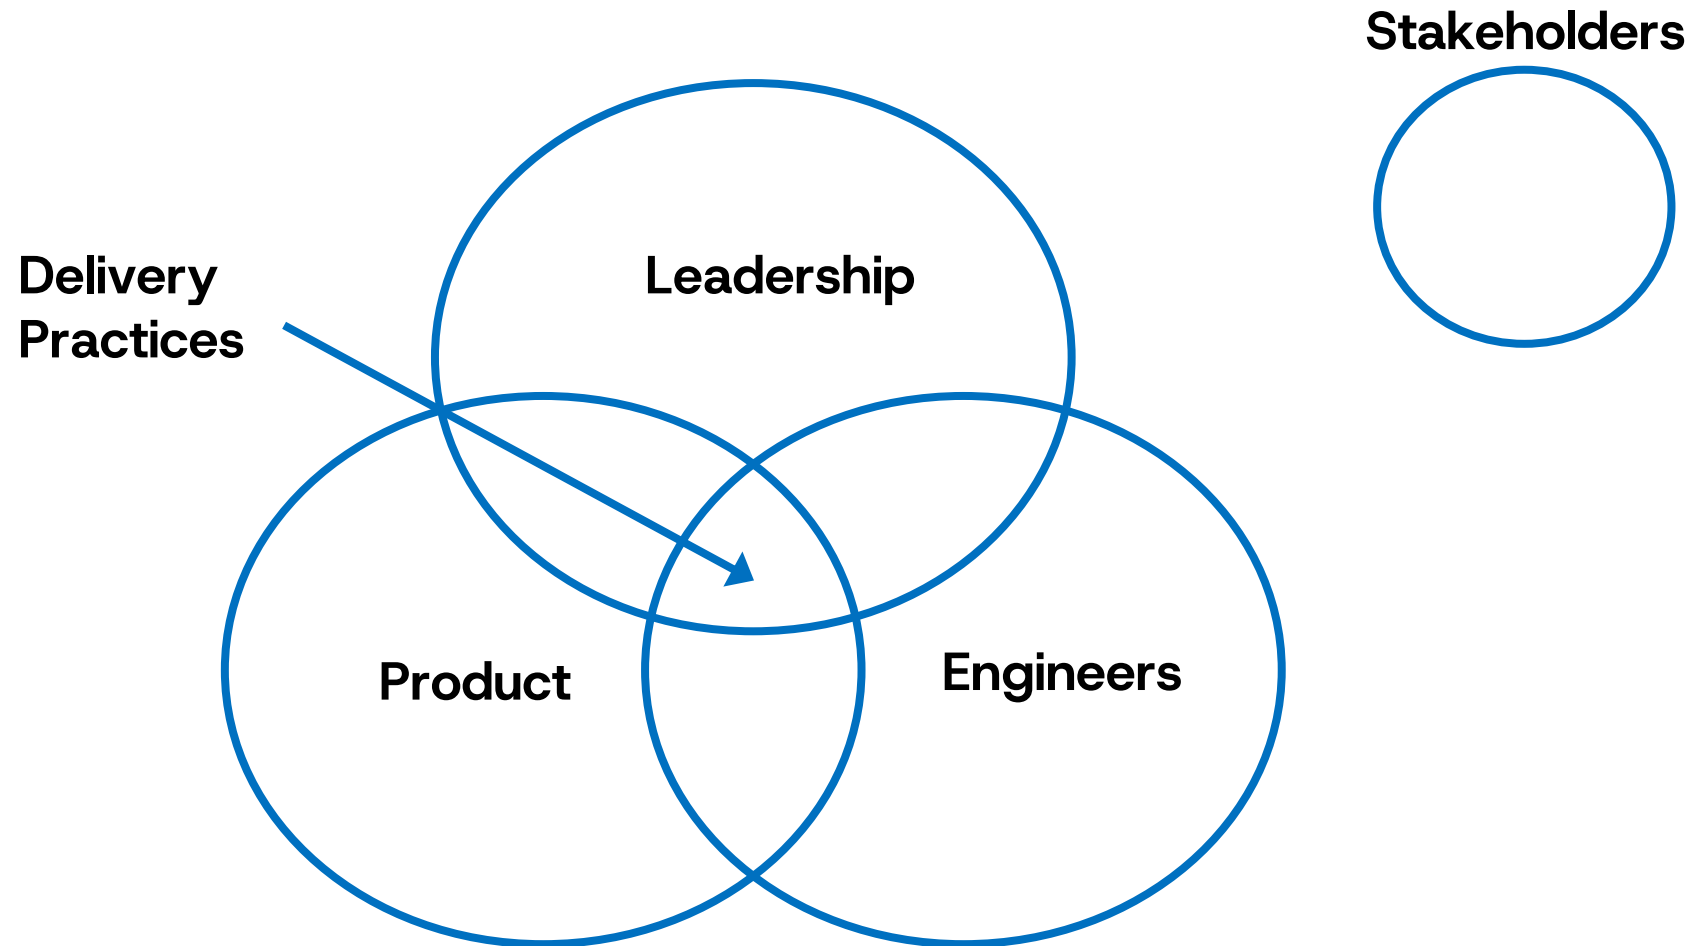 Stakeholders
Delivery
Practices
Leadership
Product
Engineers